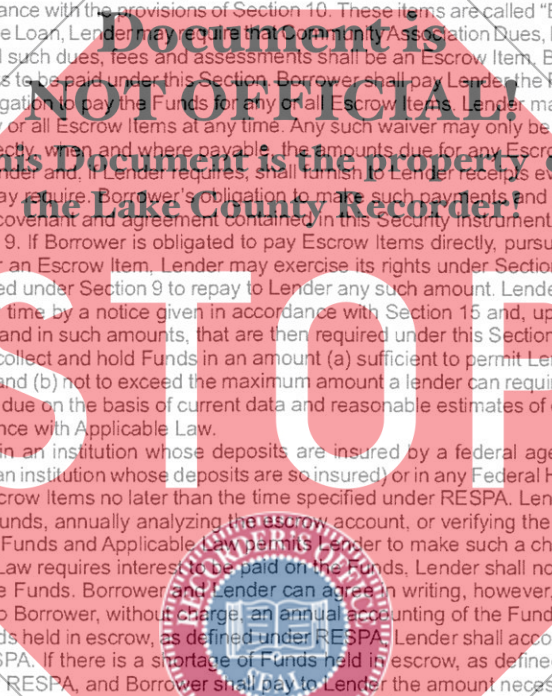 ance with the provisions of Section 10. These items are called "
Document is
e Loan, Lender may require that Community Association Dues,
such dues, fees and assessments shall be an Escrow Item.
s to be paid under this Section. Borrower shall pay Lender the
NOT OFFICIAL!
gation to pay the Funds for any or all Escrow Items. Lender ma
or all Escrow Items at any time. Any such waiver may only be
ectly, when and where payable, the amounts due for any Escro
This Document is the property
nder and, if Lender requires, shall furnish to Lender receipts ev
ay require. Borrower's obligation to make such payments and
the Lake County Recorder!
covenant and agreement contained in this Security Instrument
9. If Borrower is obligated to pay Escrow Items directly, pursu
r an Escrow Item, Lender may exercise its rights under Section
ed under Section 9 to repay to Lender any such amount. Lende
time by a notice given in accordance with Section 15 and, up
and in such amounts, that are then required under this Section
STOP
collect and hold Funds in an amount (a) sufficient to permit Len
and (b) not to exceed the maximum amount a lender can requi
due on the basis of current data and reasonable estimates of
nce with Applicable Law.
in an institution whose deposits are insured by a federal age
an institution whose deposits are so insured) or in any Federal H
crow Items no later than the time specified under RESPA. Len
unds, annually analyzing the escrow account, or verifying the
Funds and Applicable Law permits Lender to make such a ch
Law requires interest to be paid on the Funds, Lender shall no
e Funds. Borrower and Lender can agree in writing, however,
o Borrower, without charge, an annual accounting of the Fund
ds held in escrow, as defined under RESPA, Lender shall acco
SPA. If there is a shortage of Funds held in escrow, as define
RESPA, and Borrower shall pay to Lender the amount neces
RECORDER'S OFFICE